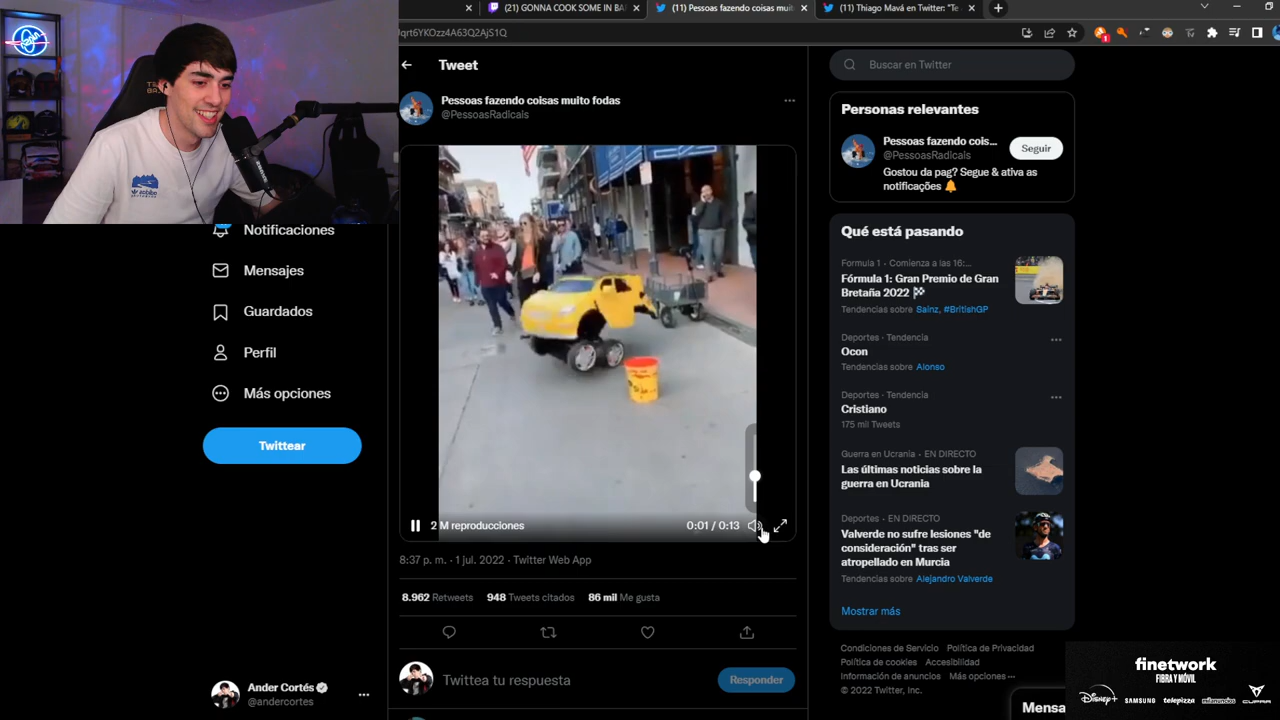 (21) GONNA COOK SOME IN BA
(11) Pessoas fazendo coisas muit
(11) Thiago Mavá en Twitter: "Te
Jqrt6YKOzz4A63Q2AjS1Q
Tweet
Pessoas fazendo coisas muito fodas
@PessoasRadicais
2 M reproducciones
0:01 / 0:13
8:37 p. m. · 1 jul. 2022 · Twitter Web App
8.962 Retweets 948 Tweets citados 86 mil Me gusta
Twittea tu respuesta
Responder
Notificaciones
Mensajes
Guardados
Perfil
Más opciones
Twittear
Ander Cortés
@andercortes
Buscar en Twitter
Personas relevantes
Pessoas fazendo cois...
@PessoasRadicais
Seguir
Gostou da pag? Segue & ativa as
notificações
Qué está pasando
Formula 1 · Comienza a las 16:...
Fórmula 1: Gran Premio de Gran
Bretaña 2022
Tendencias sobre Sainz, #BritishGP
Deportes · Tendencia
Ocon
Tendencias sobre Alonso
Deportes · Tendencia
Cristiano
175 mil Tweets
Guerra en Ucrania · EN DIRECTO
Las últimas noticias sobre la
guerra en Ucrania
Deportes · EN DIRECTO
Valverde no sufre lesiones "de
consideración" tras ser
atropellado en Murcia
Tendencias sobre Alejandro Valverde
Mostrar más
Condiciones de Servicio Política de Privacidad
Política de cookies Accesibilidad
Información de anuncios Más opciones ···
© 2022 Twitter, Inc.
Mensa
finetwork
FIBRA Y MÓVIL
Disney+ SAMSUNG telepizza milanuncios CUPRA